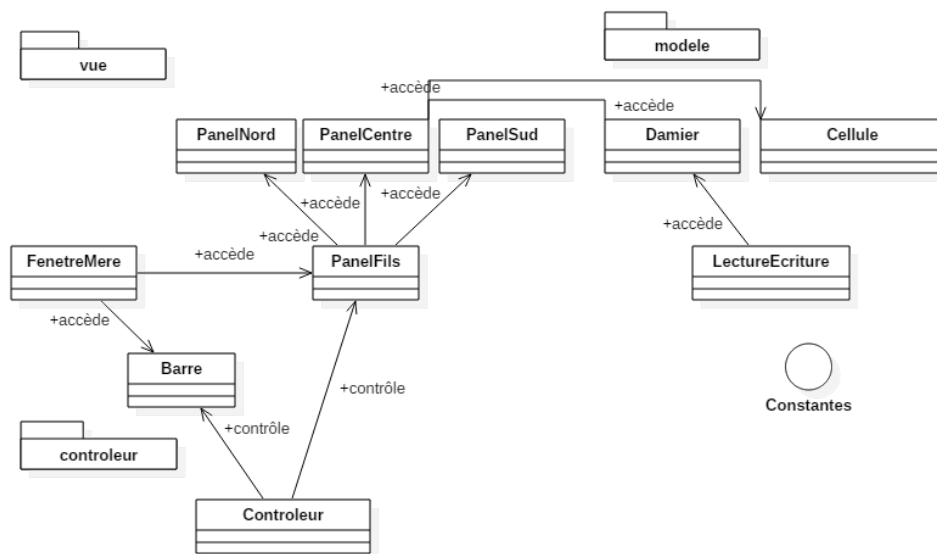 vue
modele
+accède
+accède
PanelNord
PanelCentre
PanelSud
Damier
Cellule
+accède
+accède
+accède
+accède
FenetreMere
+accède
PanelFils
LectureEcriture
+accède
Barre
Constantes
+contrôle
+contrôle
controleur
Controleur